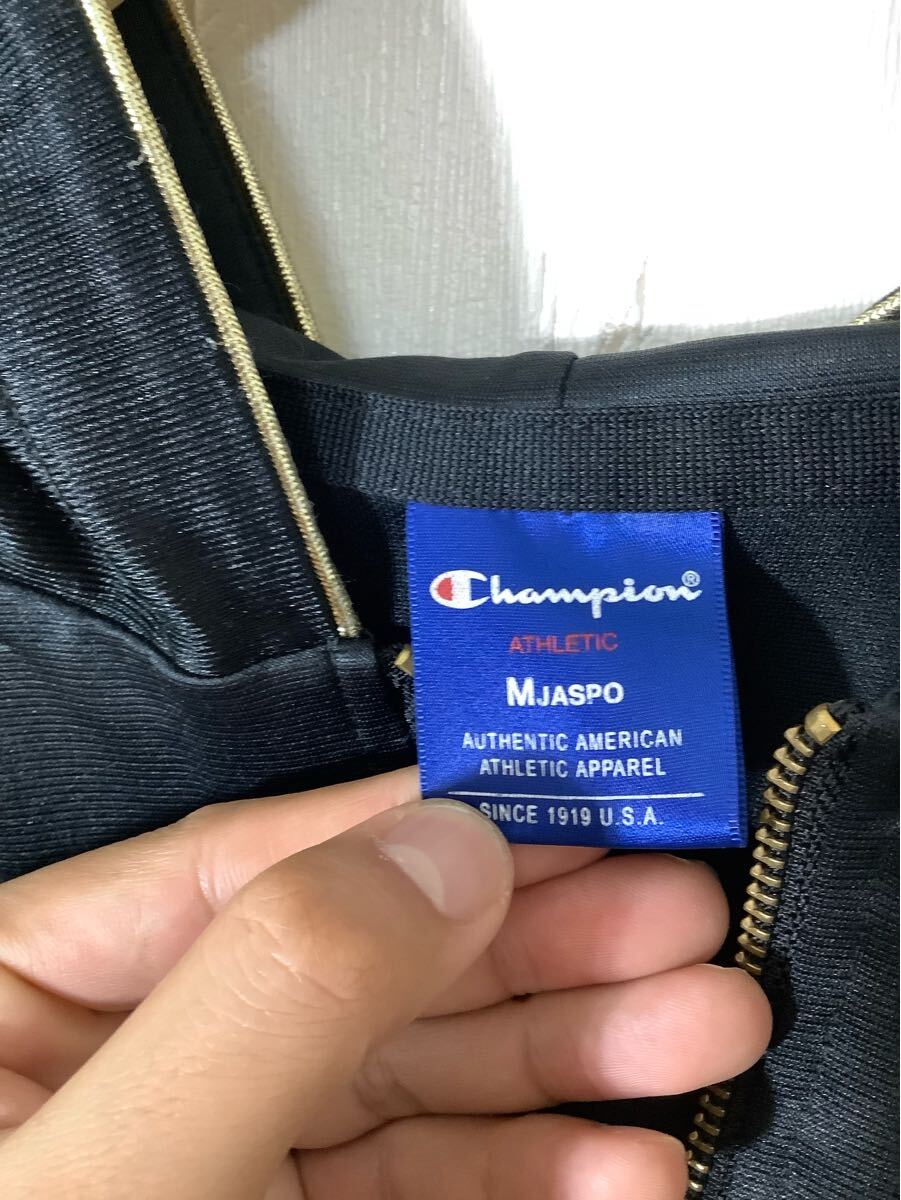 Champion®
ATHLETIC
MJASPO
AUTHENTIC AMERICAN
ATHLETIC APPAREL
SINCE 1919 U.S.A.